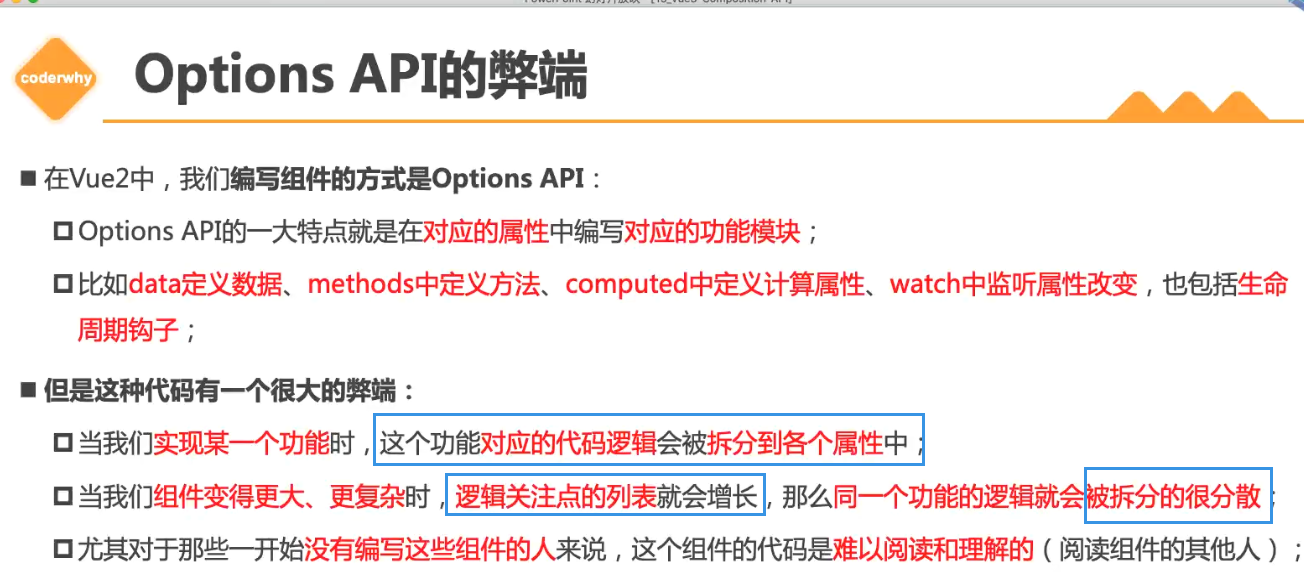 coderwhy
Options API的弊端
■ 在Vue2中，我们编写组件的方式是Options API：
Options API的一大特点就是在对应的属性中编写对应的功能模块；
比如data定义数据、methods中定义方法、computed中定义计算属性、watch中监听属性改变，也包括生命
周期钩子；
■ 但是这种代码有一个很大的弊端：
当我们实现某一个功能时，这个功能对应的代码逻辑会被拆分到各个属性中；
当我们组件变得更大、更复杂时，逻辑关注点的列表就会增长，那么同一个功能的逻辑就会被拆分的很分散；
尤其对于那些一开始没有编写这些组件的人来说，这个组件的代码是难以阅读和理解的（阅读组件的其他人）；